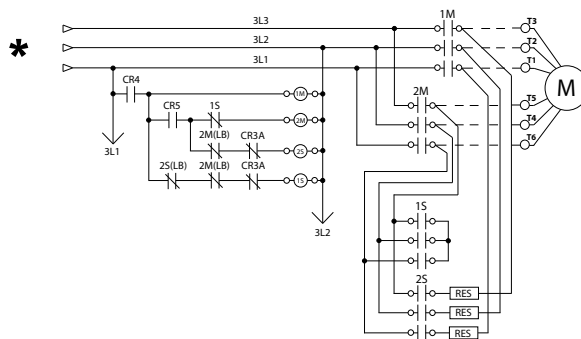 1M
3L3
T3
*
3L2
T2
3L1
T1
M
CR4
2M
T5
CR5
1S
1M
T4
2M
T6
2M(LB)
CR3A
2S
3L1
2S(LB)
2M(LB)
CR3A
1S
1S
3L2
2S
RES
RES
RES